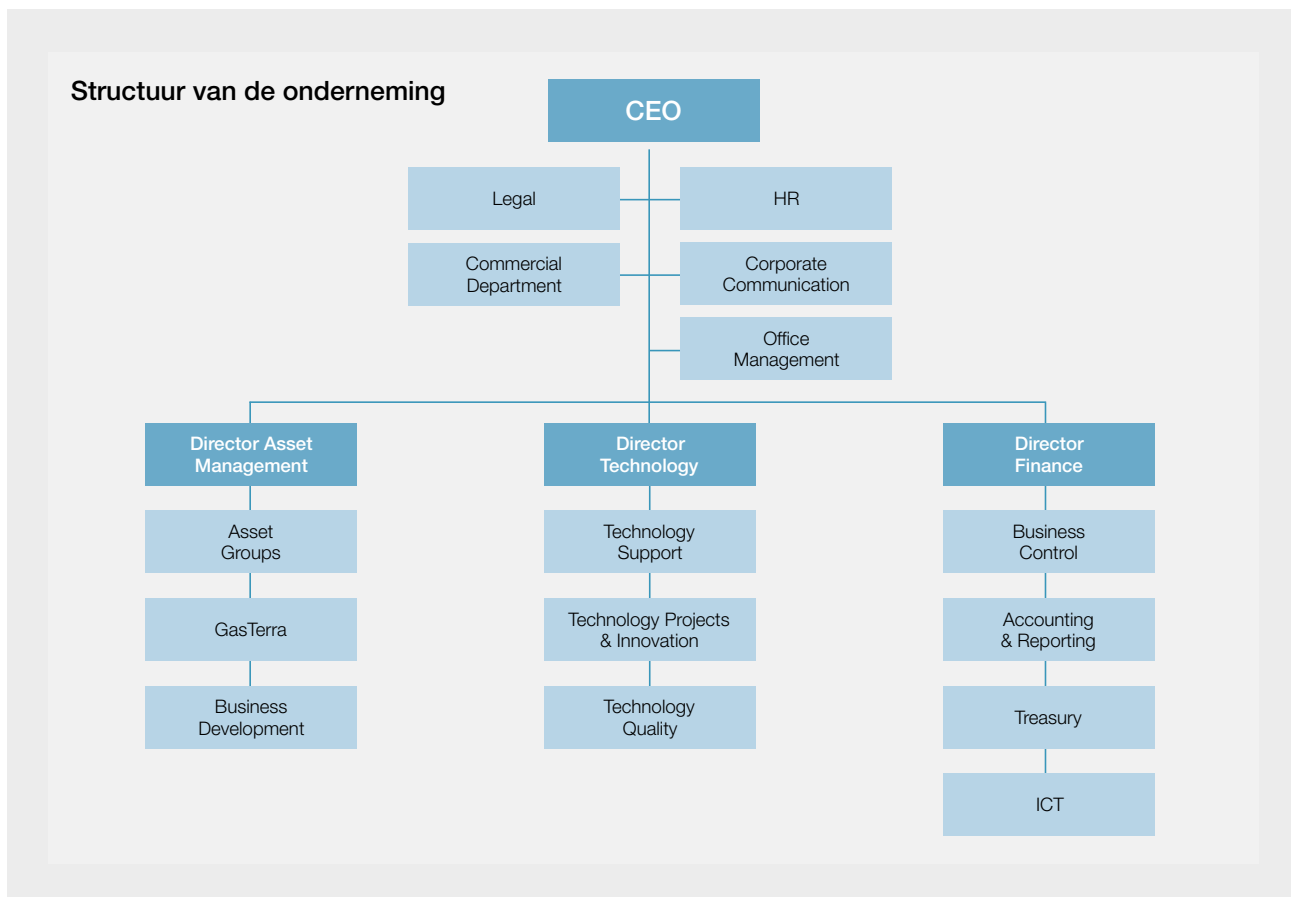 Structuur van de onderneming
CEO
Legal
HR
Commercial
Department
Corporate
Communication
Office
Management
Director Asset
Management
Director
Technology
Director
Finance
Asset
Groups
Technology
Support
Business
Control
GasTerra
Technology Projects
& Innovation
Accounting
& Reporting
Business
Development
Technology
Quality
Treasury
ICT